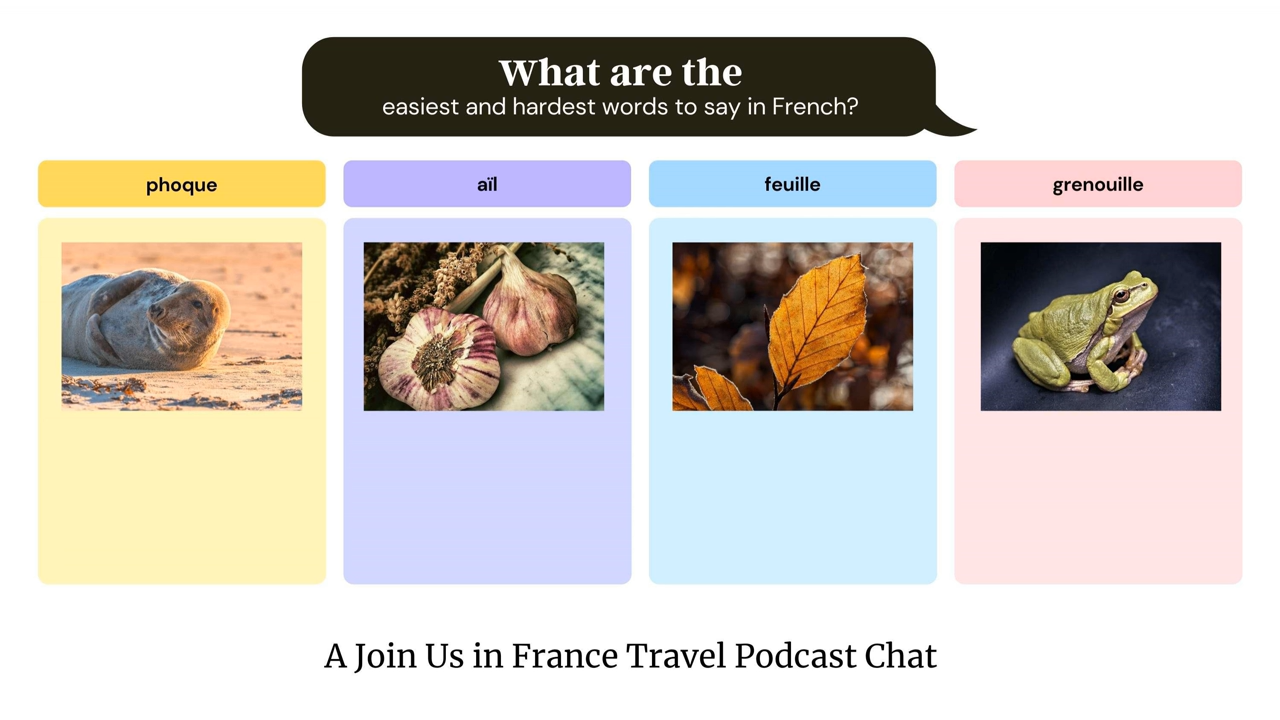 What are the
easiest and hardest words to say in French?
phoque
aïl
feuille
grenouille
A Join Us in France Travel Podcast Chat